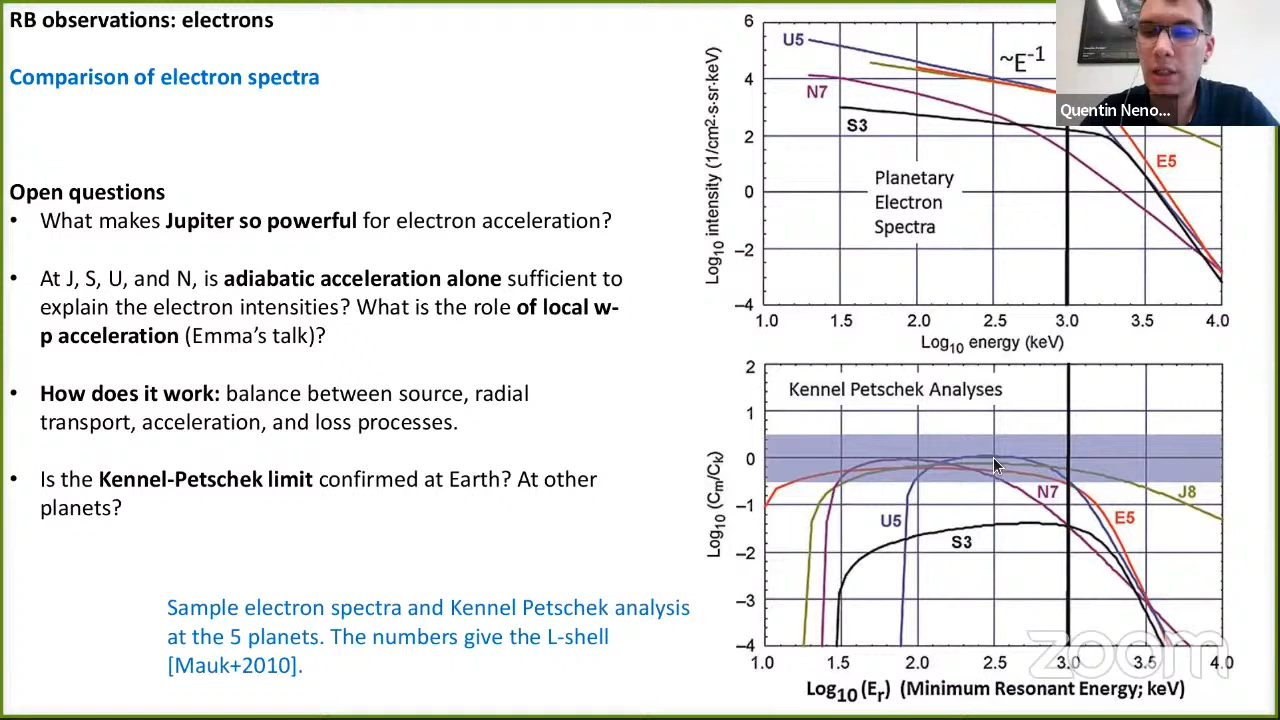 RB observations: electrons
Comparison of electron spectra
Open questions
• What makes Jupiter so powerful for electron acceleration?
• At J, S, U, and N, is adiabatic acceleration alone sufficient to
explain the electron intensities? What is the role of local w-
p acceleration (Emma's talk)?
• How does it work: balance between source, radial
transport, acceleration, and loss processes.
• Is the Kennel-Petschek limit confirmed at Earth? At other
planets?
Sample electron spectra and Kennel Petschek analysis
at the 5 planets. The numbers give the L-shell
[Mauk+2010].
Log10 intensity (1/cm2·s·sr·keV)
6
4
2
0
−2
−4
U5
N7
S3
~E-1
E5
Planetary
Electron
Spectra
1.0 1.5 2.0 2.5 3.0 3.5 4.0
Log10 energy (keV)
Quentin Neno...
Kennel Petschek Analyses
Log10 (Cm/Ck)
2
1
0
−1
−2
−3
−4
U5
S3
N7
E5
J8
1.0 1.5 2.0 2.5 3.0 3.5 4.0
Log10 (Er) (Minimum Resonant Energy; keV)
zoom